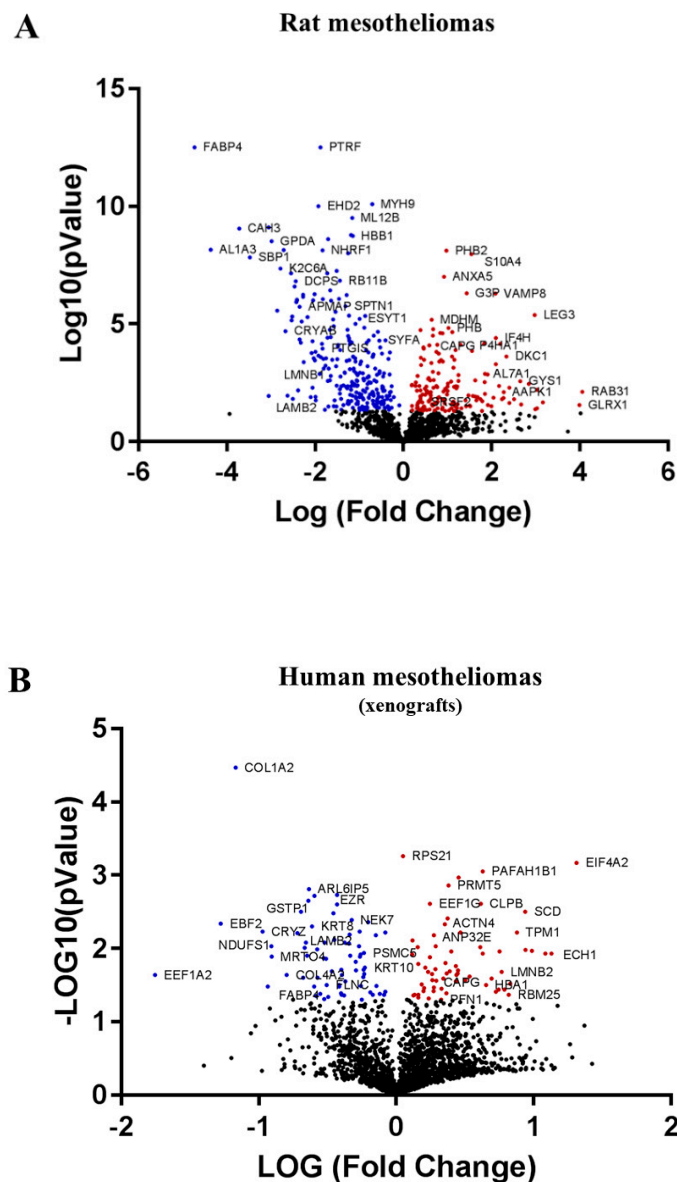 A
Rat mesotheliomas
15
FABP4
PTRF
10
EHD2
MYH9
ML12B
CAH3
HBB1
GPDA
AL1A3
NHRF1
PHB2
SBP1
S10A4
K2C6A
ANXA5
DCPS
RB11B
G3P
VAMP8
APMAP
SPTN1
LEG3
5
ESYT1
MDHM
CRYAB
PHB
PTGIS
SYFA
CAPG
P4HA1
IF4H
DKC1
LMNB1
AL7A1
GYS1
LAMB2
SRSF2
AAPK1
RAB31
GLRX1
0
-6 -4 -2 0 2 4 6
Log10(pValue)
Log (Fold Change)
B
Human mesotheliomas
(xenografts)
5
COL1A2
4
RPS21
EIF4A2
3
PAFAH1B1
ARL6IP5
PRMT5
EZR
GSTP1
EEF1G
CLPB
SCD
EBF2
KRT8
NEK7
ACTN4
CRYZ
TPM1
LAMB2
ANP32E
2
NDUFS1
PSMC5
ECH1
MRTO4
KRT10
EEF1A2
COL4A2
LMNB2
FLNC
CAPG
HBA1
FABP4
PFN1
RBM25
1
0
-2 -1 0 1 2
-LOG10(pValue)
LOG (Fold Change)